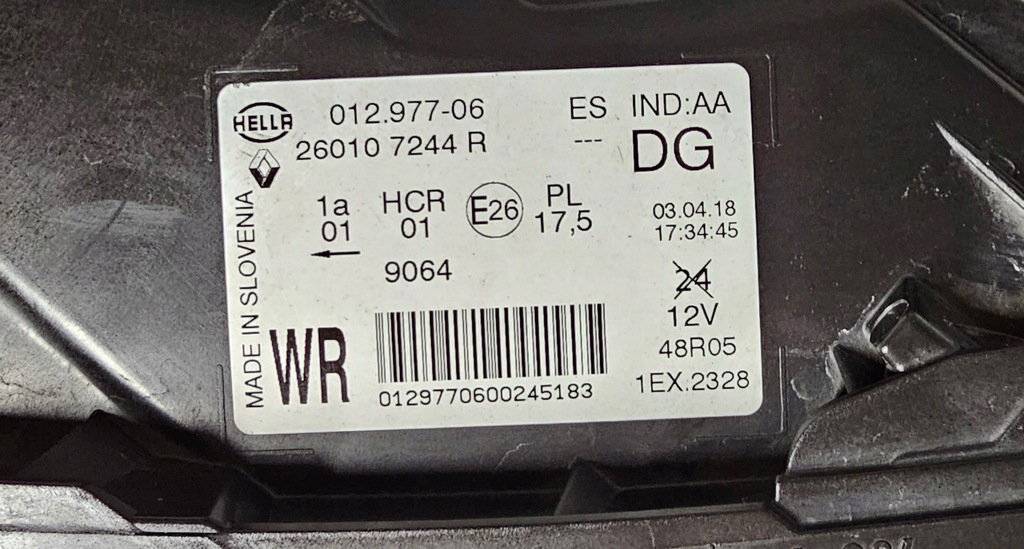 HELLA
012.977-06
ES IND:AA
26010 7244 R
--- DG
MADE IN SLOVENIA
1a HCR E26 PL
01 01 17,5
03.04.18
17:34:45
9064
24
12V
WR
48R05
0129770600245183
1EX.2328